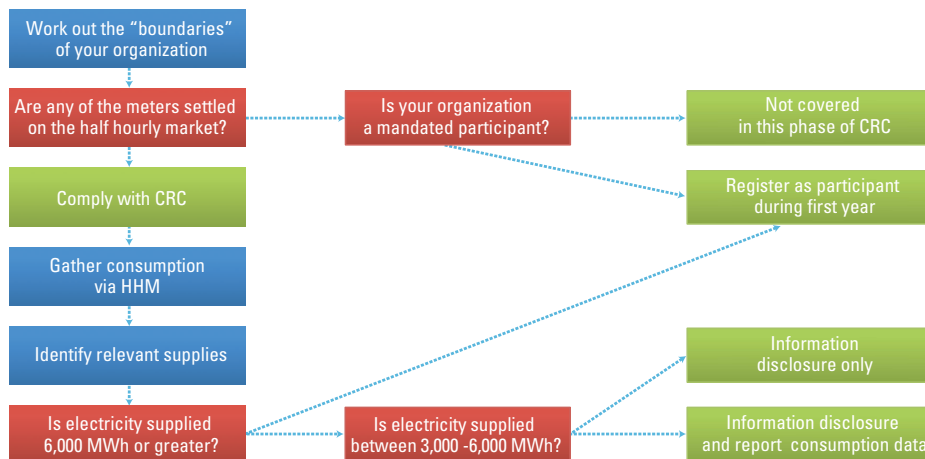 Work out the “boundaries”
of your organization
Are any of the meters settled
on the half hourly market?
Is your organization
a mandated participant?
Not covered
in this phase of CRC
Comply with CRC
Register as participant
during first year
Gather consumption
via HHM
Identify relevant supplies
Information
disclosure only
Is electricity supplied
6,000 MWh or greater?
Is electricity supplied
between 3,000 -6,000 MWh?
Information disclosure
and report consumption data